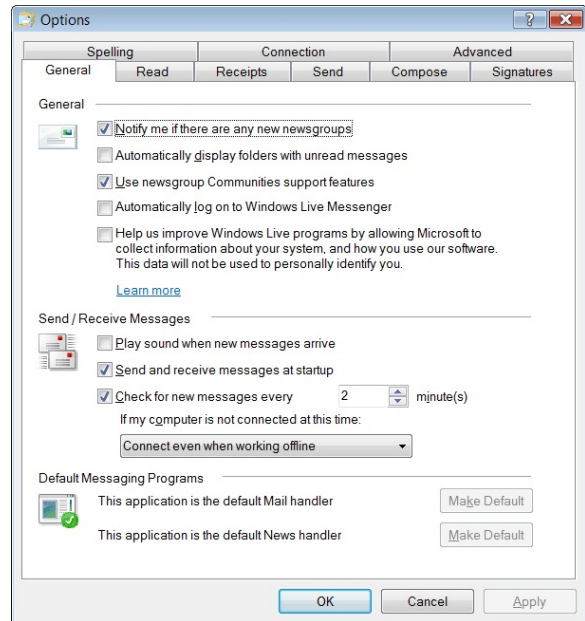 Options
Spelling Connection Advanced
General Read Receipts Send Compose Signatures
General
Notify me if there are any new newsgroups
Automatically display folders with unread messages
Use newsgroup Communities support features
Automatically log on to Windows Live Messenger
Help us improve Windows Live programs by allowing Microsoft to
collect information about your system, and how you use our software.
This data will not be used to personally identify you.
Learn more
Send / Receive Messages
Play sound when new messages arrive
Send and receive messages at startup
Check for new messages every 2 minute(s)
If my computer is not connected at this time:
Connect even when working offline
Default Messaging Programs
This application is the default Mail handler Make Default
This application is the default News handler Make Default
OK Cancel Apply